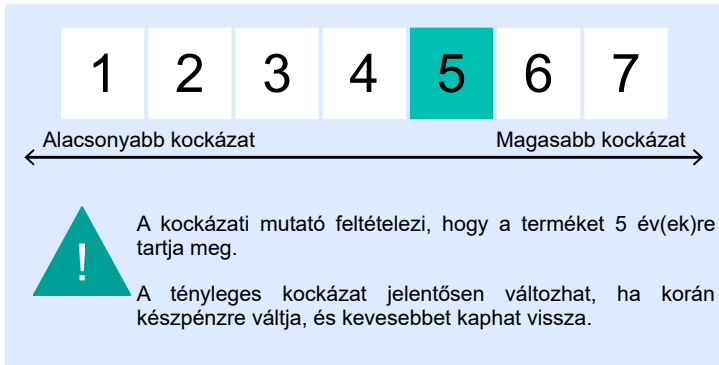 1 2 3 4 5 6 7
Alacsonyabb kockázat Magasabb kockázat
! A kockázati mutató feltételezi, hogy a terméket 5 év(ek)re
tartja meg.
A tényleges kockázat jelentősen változhat, ha korán
készpénzre váltja, és kevesebbet kaphat vissza.